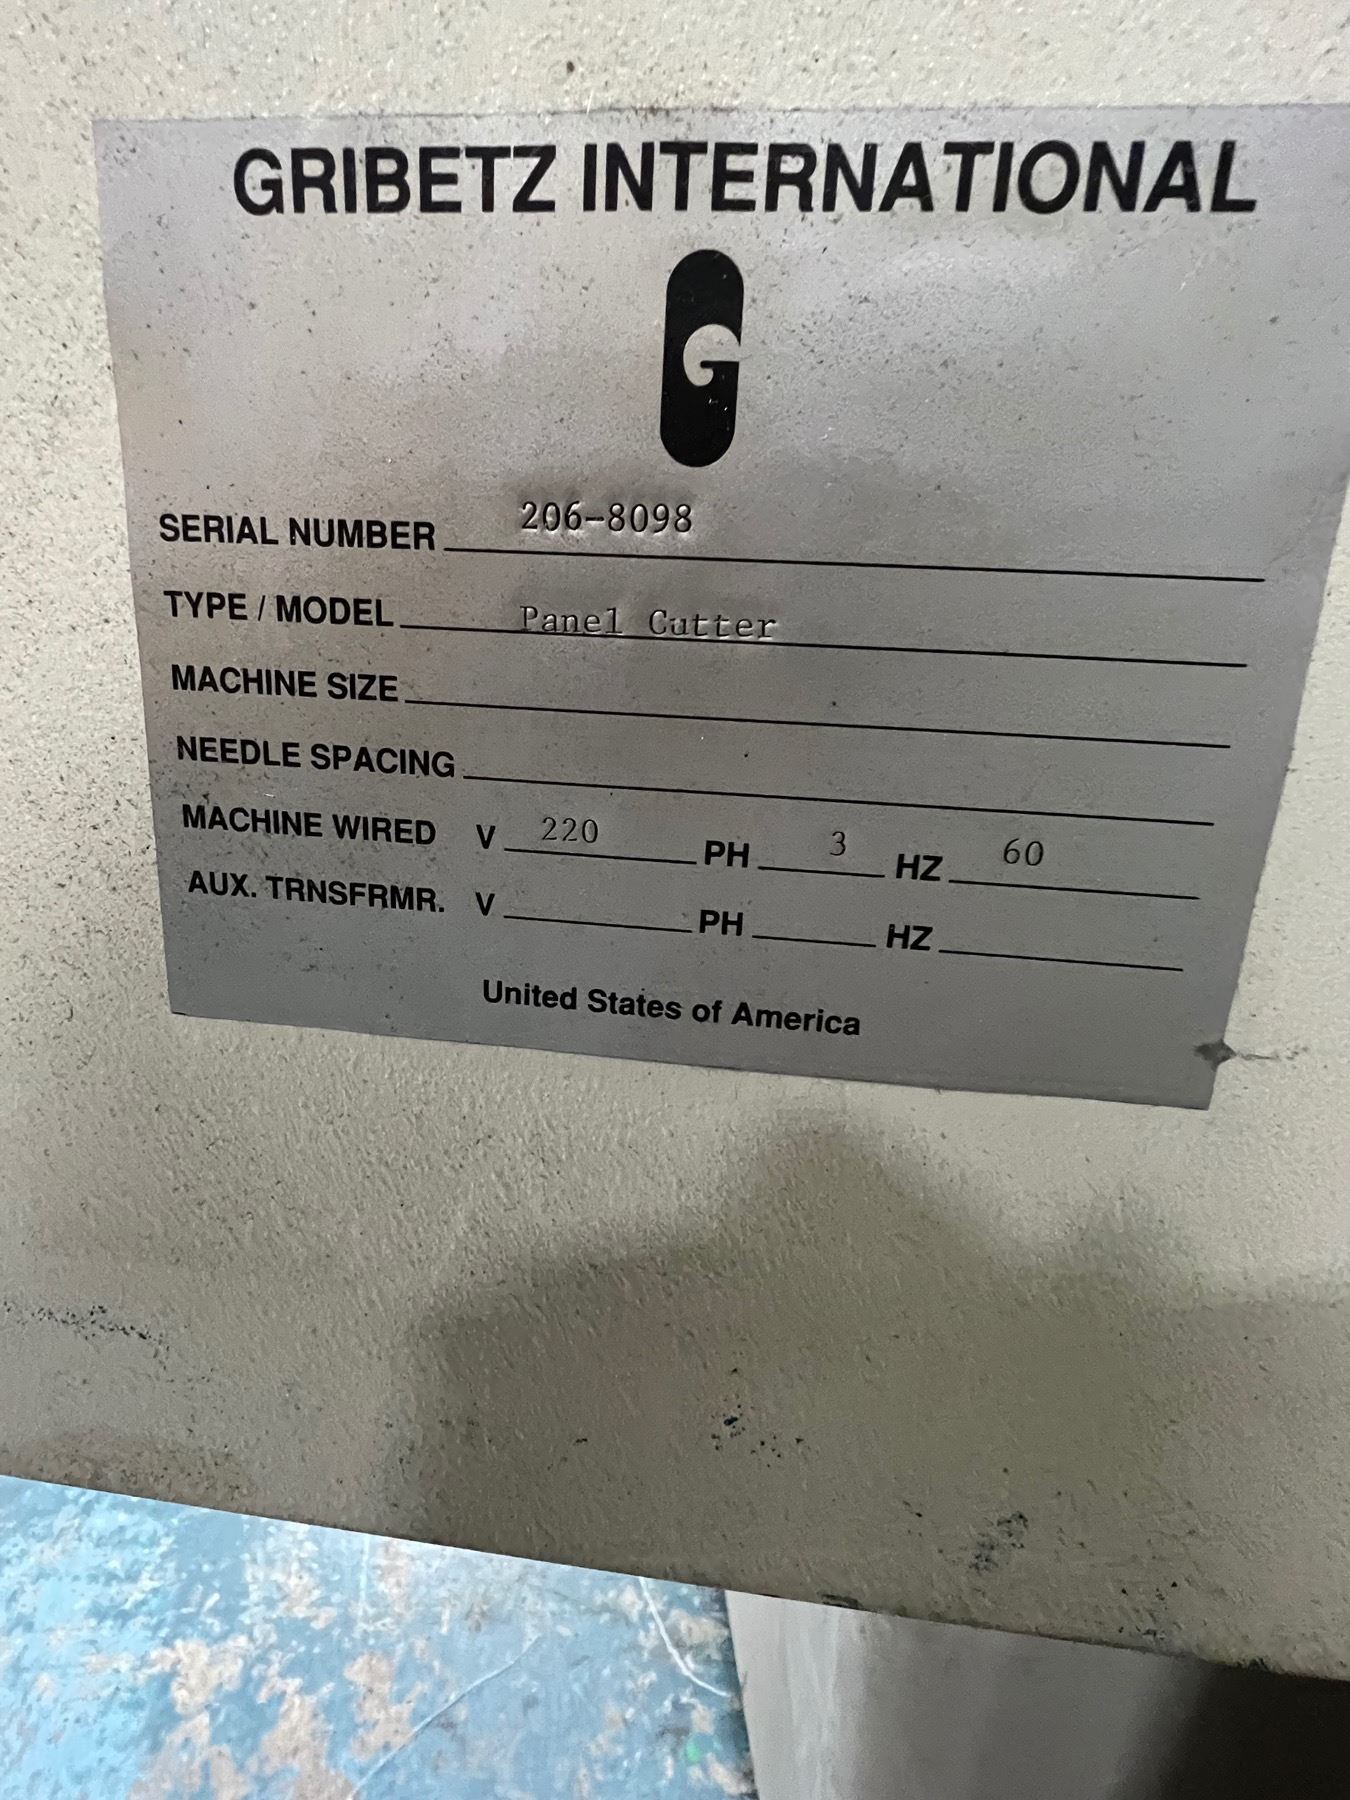 GRIBETZ INTERNATIONAL
G
SERIAL NUMBER 206-8098
TYPE / MODEL Panel Cutter
MACHINE SIZE
NEEDLE SPACING
MACHINE WIRED V 220 PH 3 HZ 60
AUX. TRNSFRMR. V PH HZ
United States of America